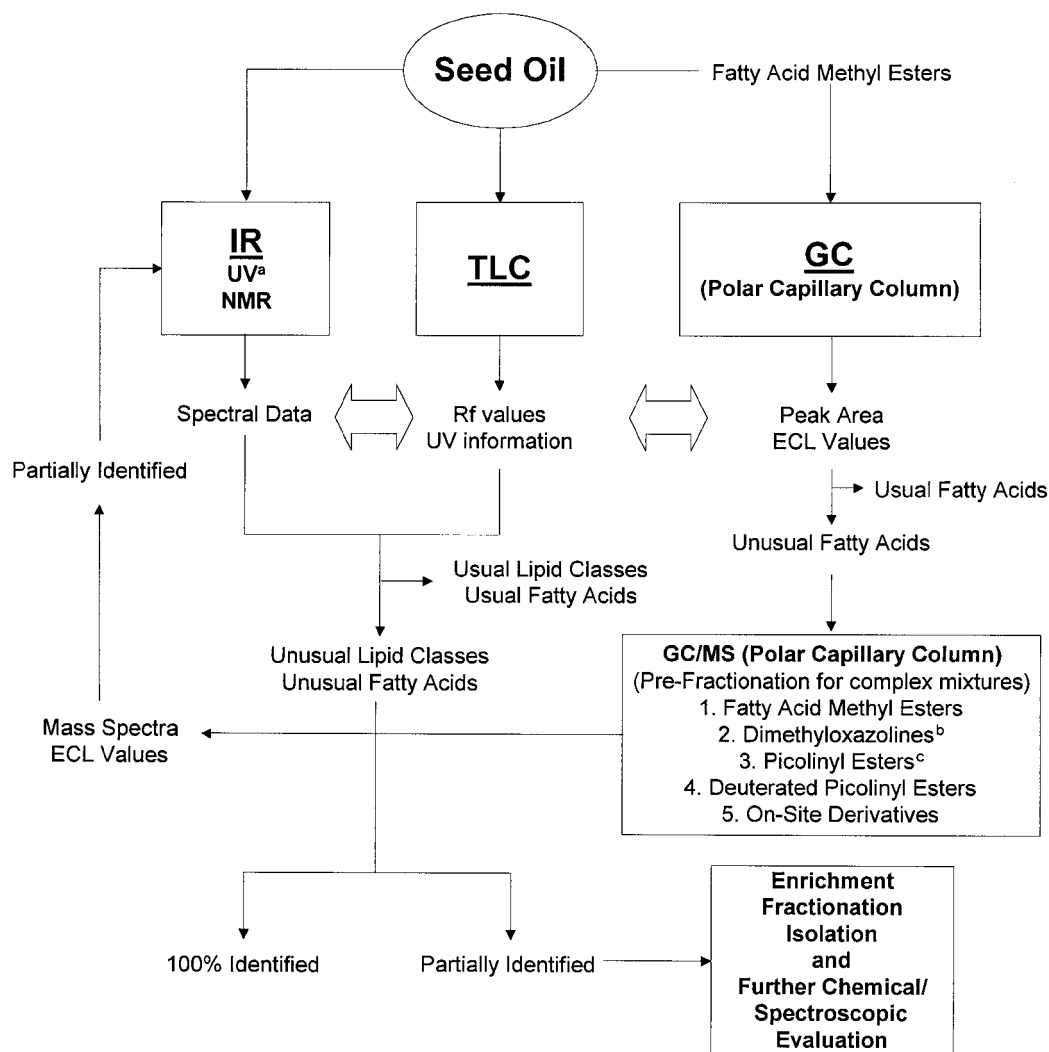 Seed Oil
Fatty Acid Methyl Esters
IR
UVᵃ
NMR
TLC
GC
(Polar Capillary Column)
Spectral Data
Rf values
UV information
Peak Area
ECL Values
Partially Identified
Usual Fatty Acids
Unusual Fatty Acids
Usual Lipid Classes
Usual Fatty Acids
Unusual Lipid Classes
Unusual Fatty Acids
GC/MS (Polar Capillary Column)
(Pre-Fractionation for complex mixtures)
1. Fatty Acid Methyl Esters
2. Dimethyloxazolinesᵇ
3. Picolinyl Estersᶜ
4. Deuterated Picolinyl Esters
5. On-Site Derivatives
Mass Spectra
ECL Values
100% Identified
Partially Identified
Enrichment
Fractionation
Isolation
and
Further Chemical/
Spectroscopic
Evaluation